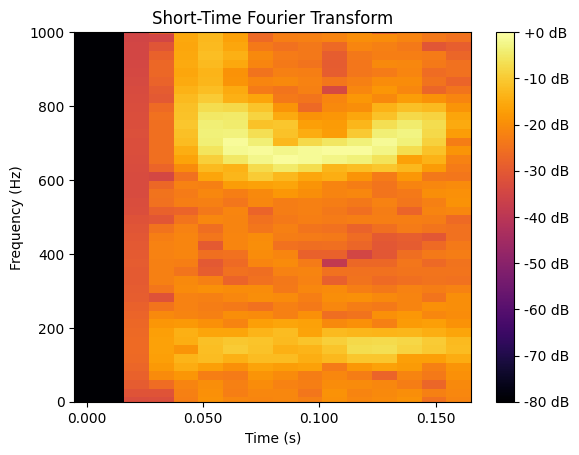 Short-Time Fourier Transform
1000
800
600
400
200
0
Frequency (Hz)
0.000
0.050
0.100
0.150
Time (s)
+0 dB
-10 dB
-20 dB
-30 dB
-40 dB
-50 dB
-60 dB
-70 dB
-80 dB